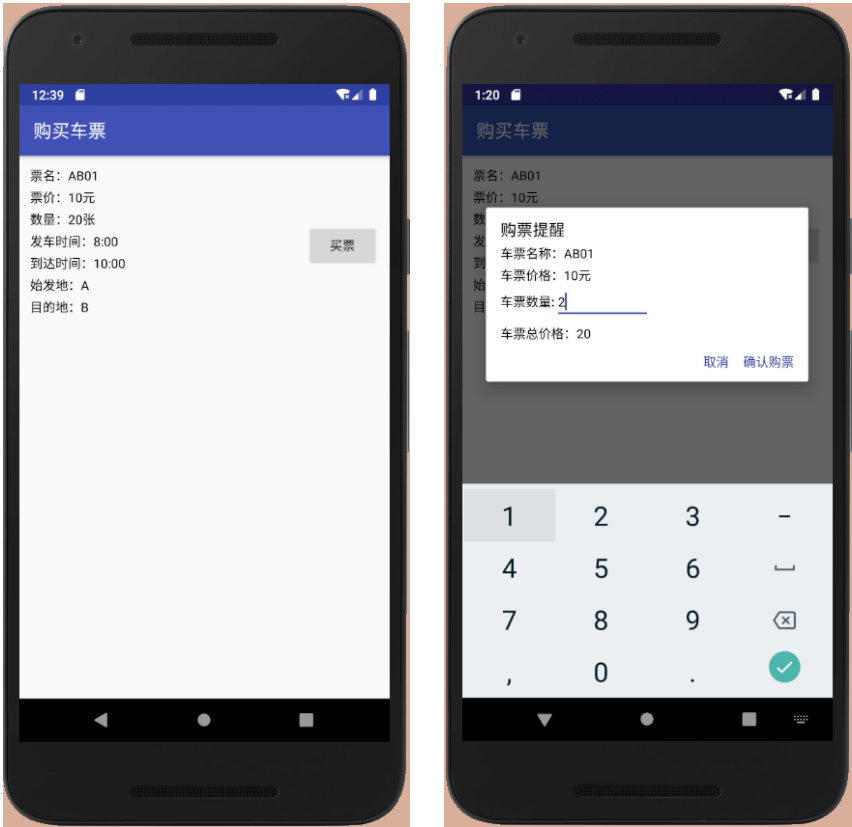 12:39
购买车票
票名：AB01
票价：10元
数量：20张
发车时间：8:00
到达时间：10:00
始发地：A
目的地：B
买票
1:20
购买车票
票名：AB01
票价：10元
数
发
到
始
目
购票提醒
车票名称：AB01
车票价格：10元
车票数量: 2
车票总价格：20
取消 确认购票
1 2 3 -
4 5 6
7 8 9
, 0 .